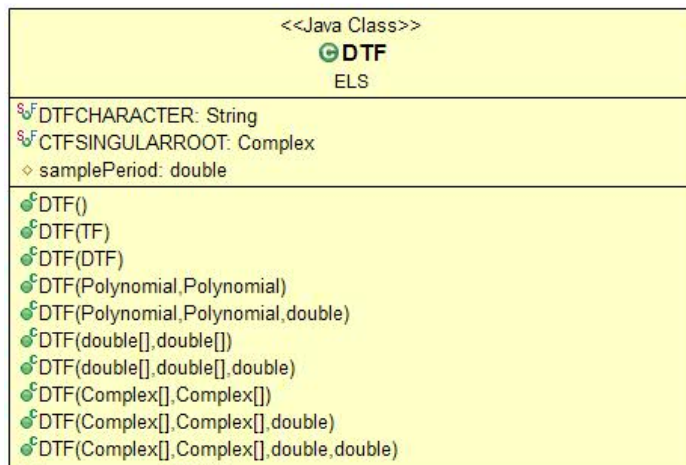 <<Java Class>>
C DTF
ELS
S F DTFCHARACTER: String
S F CTFSINGULARROOT: Complex
samplePeriod: double
C DTF()
C DTF(TF)
C DTF(DTF)
C DTF(Polynomial,Polynomial)
C DTF(Polynomial,Polynomial,double)
C DTF(double[],double[])
C DTF(double[],double[],double)
C DTF(Complex[],Complex[])
C DTF(Complex[],Complex[],double)
C DTF(Complex[],Complex[],double,double)